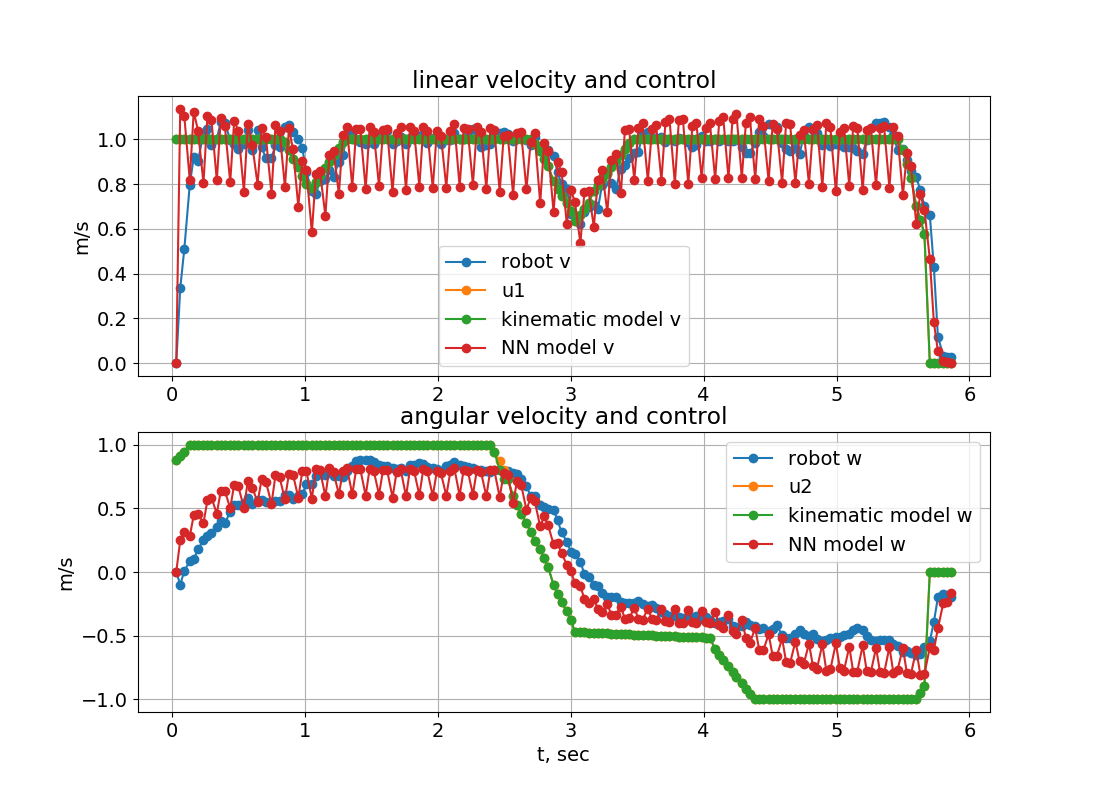 linear velocity and control
1.0
0.8
0.6
0.4
0.2
0.0
m/s
robot v
u1
kinematic model v
NN model v
0 1 2 3 4 5 6
angular velocity and control
1.0
0.5
0.0
−0.5
−1.0
m/s
robot w
u2
kinematic model w
NN model w
0 1 2 3 4 5 6
t, sec